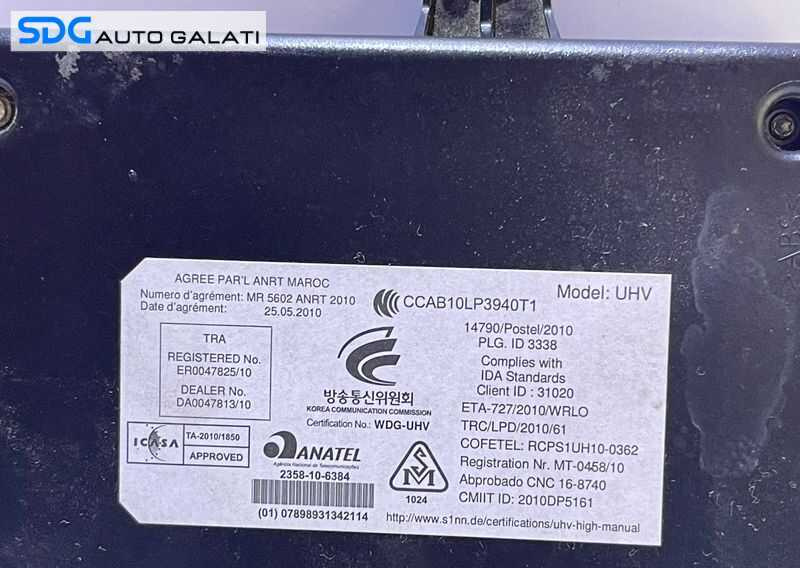 SDG AUTO GALATI
AGREE PAR'L ANRT MAROC
Numero d'agrément: MR 5602 ANRT 2010
Date d'agrément: 25.05.2010
TRA
REGISTERED No.
ER0047825/10
DEALER No.
DA0047813/10
ICASA
TA-2010/1850
APPROVED
CCAB10LP3940T1
방송통신위원회
KOREA COMMUNICATION COMMISSION
Certification No.: WDG-UHV
ANATEL
Agência Nacional de Telecomunicações
2358-10-6384
(01) 07898931342114
Model: UHV
14790/Postel/2010
PLG. ID 3338
Complies with
IDA Standards
Client ID : 31020
ETA-727/2010/WRLO
TRC/LPD/2010/61
COFETEL: RCPS1UH10-0362
Registration Nr. MT-0458/10
Abprobado CNC 16-8740
CMIIT ID: 2010DP5161
1024
http://www.s1nn.de/certifications/uhv-high-manual